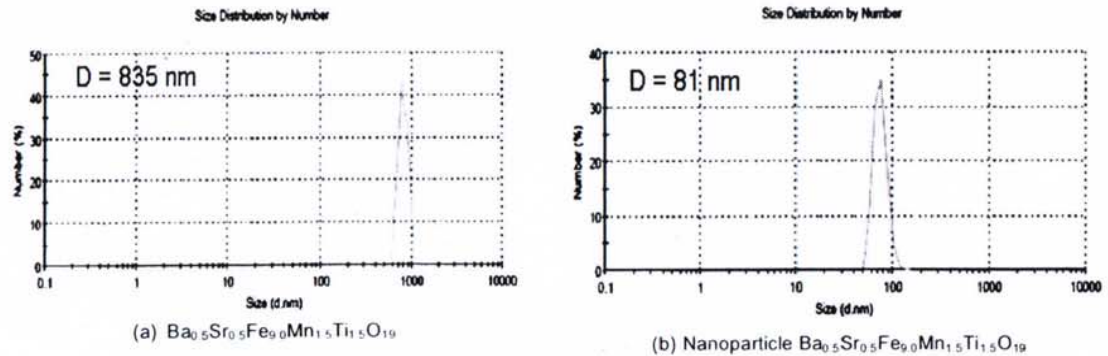 Size Distribution by Number
D = 835 nm
Number (%)
50
40
30
20
10
0
0.1 1 10 100 1000 10000
Size (d.nm)
(a) Ba0.5Sr0.5Fe9.0Mn1.5Ti1.5O19
Size Distribution by Number
D = 81 nm
Number (%)
40
30
20
10
0
0.1 1 10 100 1000 10000
Size (d.nm)
(b) Nanoparticle Ba0.5Sr0.5Fe9.0Mn1.5Ti1.5O19